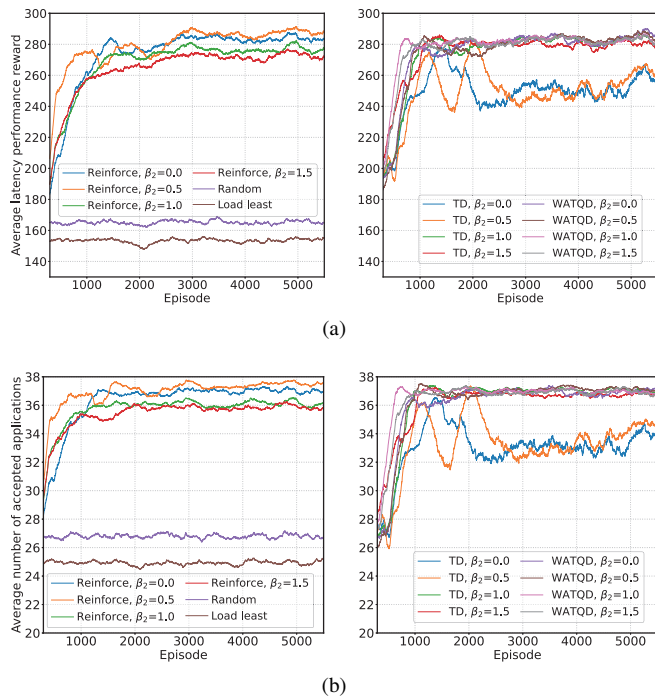 Average latency performance reward
300
280
260
240
220
200
180
160
140
Reinforce, β2=0.0
Reinforce, β2=0.5
Reinforce, β2=1.0
Reinforce, β2=1.5
Random
Load least
1000 2000 3000 4000 5000
Episode
300
280
260
240
220
200
180
160
140
TD, β2=0.0
TD, β2=0.5
TD, β2=1.0
TD, β2=1.5
WATQD, β2=0.0
WATQD, β2=0.5
WATQD, β2=1.0
WATQD, β2=1.5
1000 2000 3000 4000 5000
Episode
(a)
Average number of accepted applications
38
36
34
32
30
28
26
24
22
20
Reinforce, β2=0.0
Reinforce, β2=0.5
Reinforce, β2=1.0
Reinforce, β2=1.5
Random
Load least
1000 2000 3000 4000 5000
Episode
38
36
34
32
30
28
26
24
22
20
TD, β2=0.0
TD, β2=0.5
TD, β2=1.0
TD, β2=1.5
WATQD, β2=0.0
WATQD, β2=0.5
WATQD, β2=1.0
WATQD, β2=1.5
1000 2000 3000 4000 5000
Episode
(b)